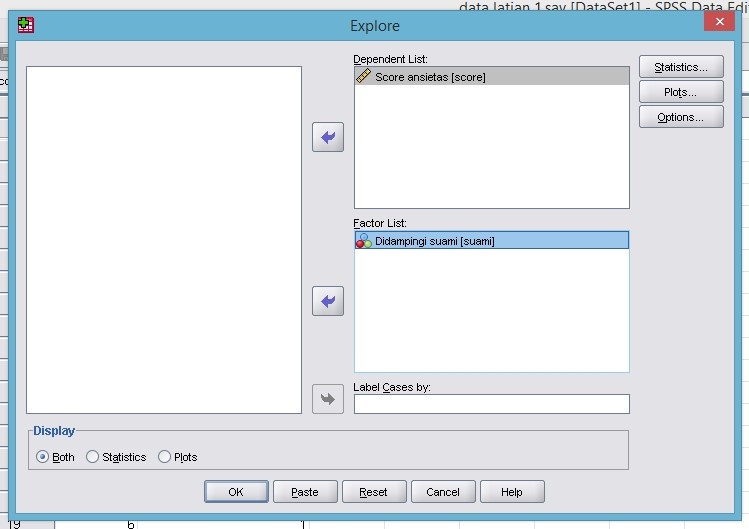 data latian 1.sav [DataSet1] - SPSS Data Edi
Explore
Dependent List:
Score ansietas [score]
Statistics...
Plots...
Options...
Factor List:
Didampingi suami [suami]
Label Cases by:
Display
Both
Statistics
Plots
OK
Paste
Reset
Cancel
Help
19 6 1